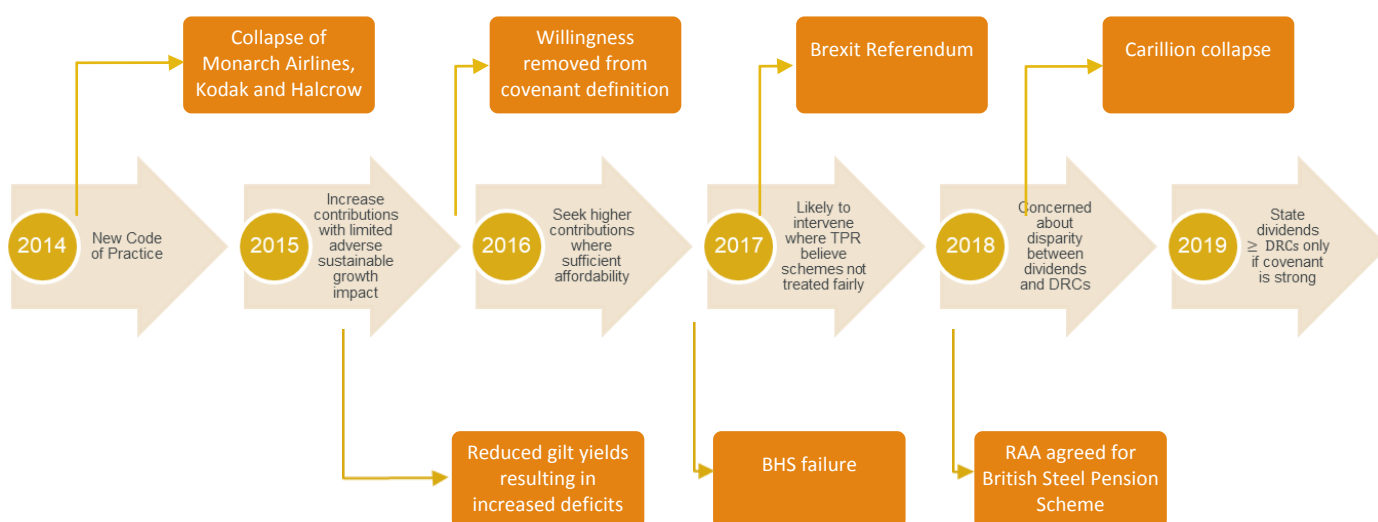 Collapse of
Monarch Airlines,
Kodak and Halcrow
Willingness
removed from
covenant definition
Brexit Referendum
Carillion collapse
2014
New Code
of Practice
2015
Increase
contributions
with limited
adverse
sustainable
growth
impact
2016
Seek higher
contributions
where
sufficient
affordability
2017
Likely to
intervene
where TPR
believe
schemes not
treated fairly
2018
Concerned
about
disparity
between
dividends
and DRCs
2019
State
dividends
≥ DRCs only
if covenant
is strong
Reduced gilt yields
resulting in
increased deficits
BHS failure
RAA agreed for
British Steel Pension
Scheme